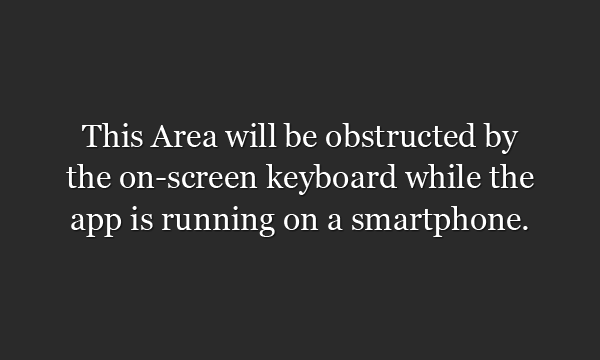 This Area will be obstructed by
the on-screen keyboard while the
app is running on a smartphone.